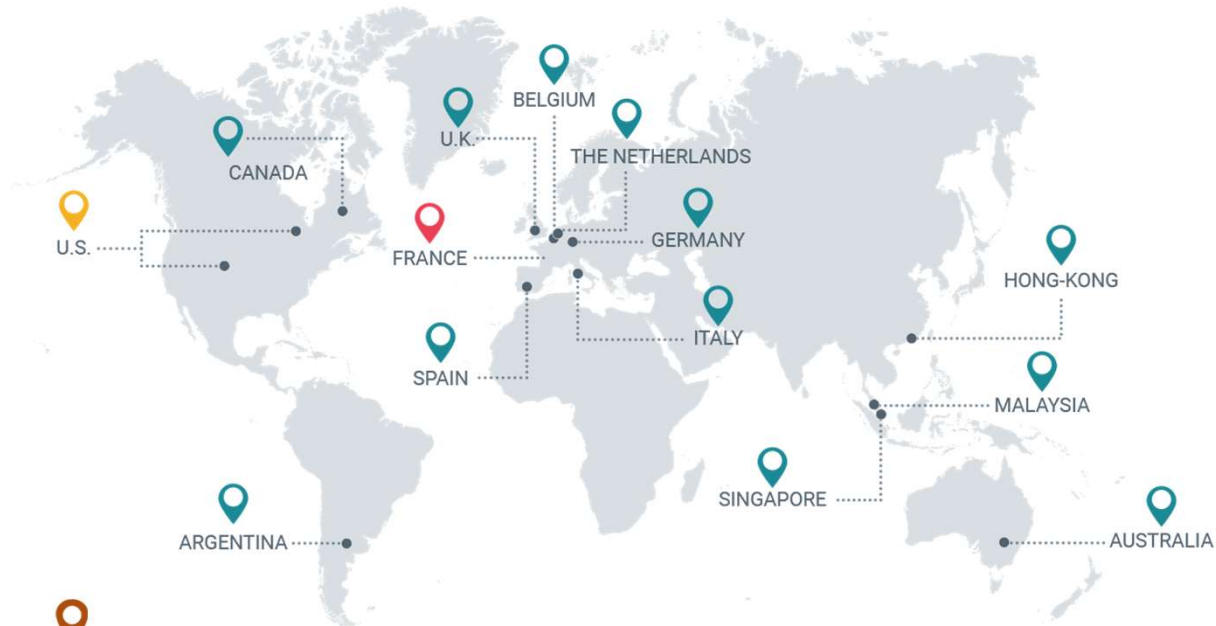 BELGIUM
U.K.
THE NETHERLANDS
CANADA
U.S.
FRANCE
GERMANY
HONG-KONG
ITALY
SPAIN
MALAYSIA
SINGAPORE
ARGENTINA
AUSTRALIA